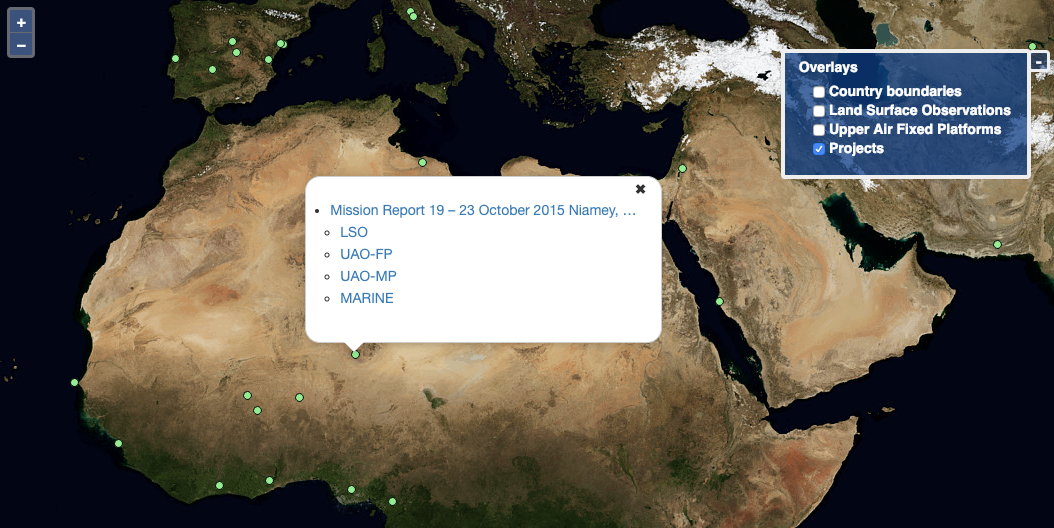 +
−
Overlays
Country boundaries
Land Surface Observations
Upper Air Fixed Platforms
Projects
-
✖
Mission Report 19 – 23 October 2015 Niamey, …
LSO
UAO-FP
UAO-MP
MARINE